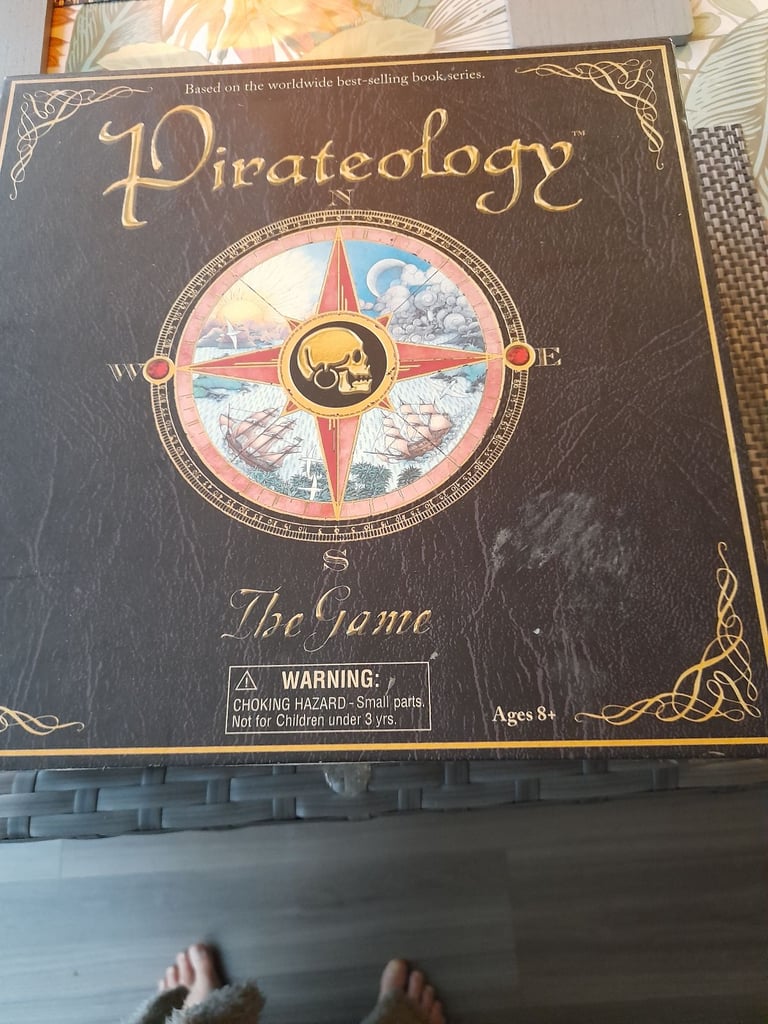 Based on the worldwide best-selling book series.
Pirateology™
N
W
E
S
The Game
WARNING:
CHOKING HAZARD - Small parts.
Not for Children under 3 yrs.
Ages 8+